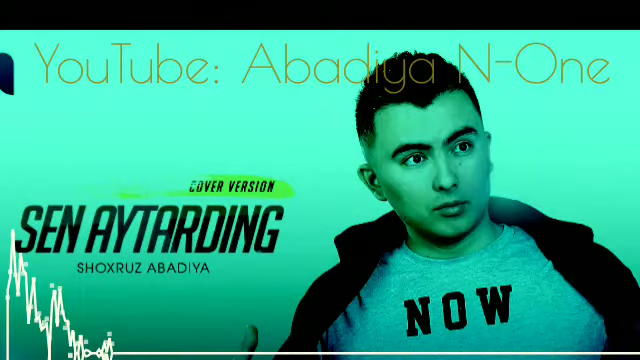 YouTube: Abadiya N-One
COVER VERSION
SEN AYTARDING
SHOXRUZ ABADIYA
NOW